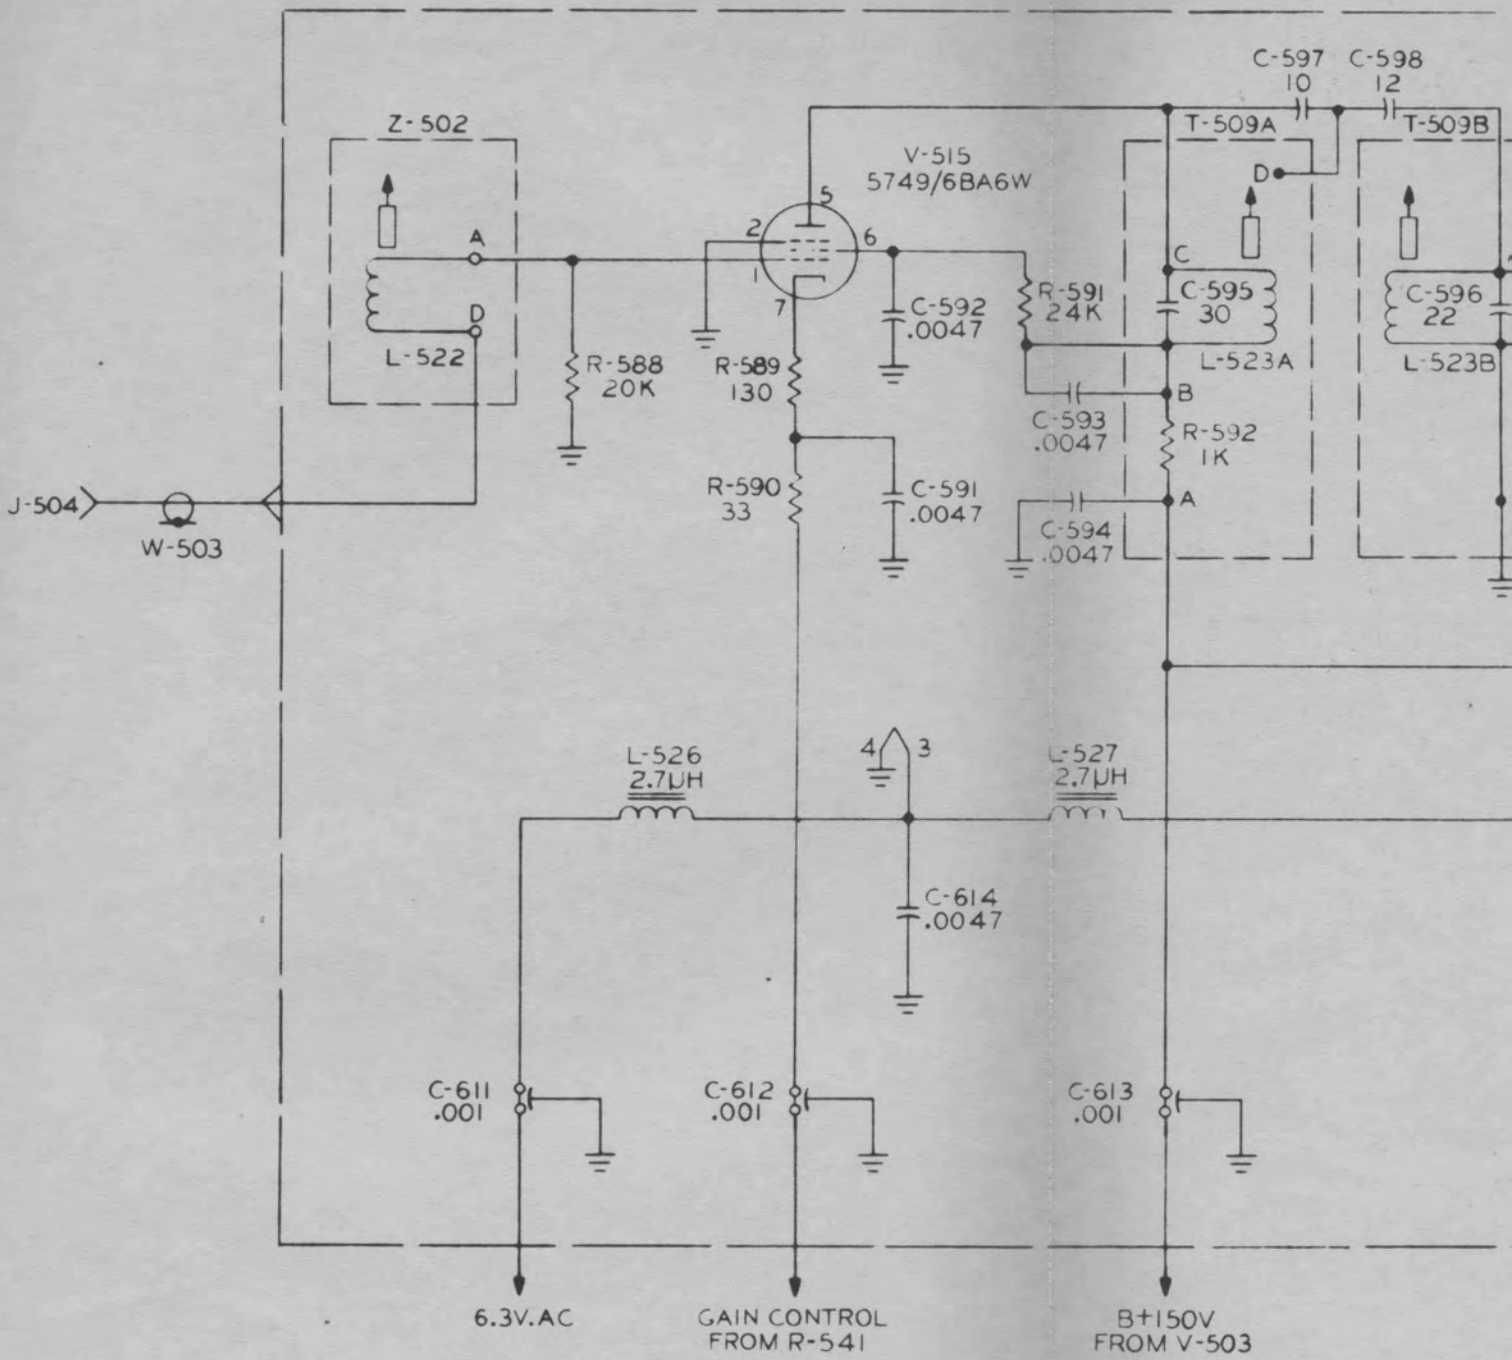 C-597
10
C-598
12
Z-502
T-509A
T-509B
V-515
5749/6BA6W
5
D
2
6
A
1
C
7
C-592
.0047
R-591
24K
C-595
30
C-596
22
D
L-522
R-588
20K
R-589
130
L-523A
L-523B
B
C-593
.0047
R-592
1K
J-504
W-503
R-590
33
C-591
.0047
A
C-594
.0047
L-526
2.7µH
4
3
L-527
2.7µH
C-614
.0047
C-611
.001
C-612
.001
C-613
.001
6.3V.AC
GAIN CONTROL
FROM R-541
B+150V
FROM V-503